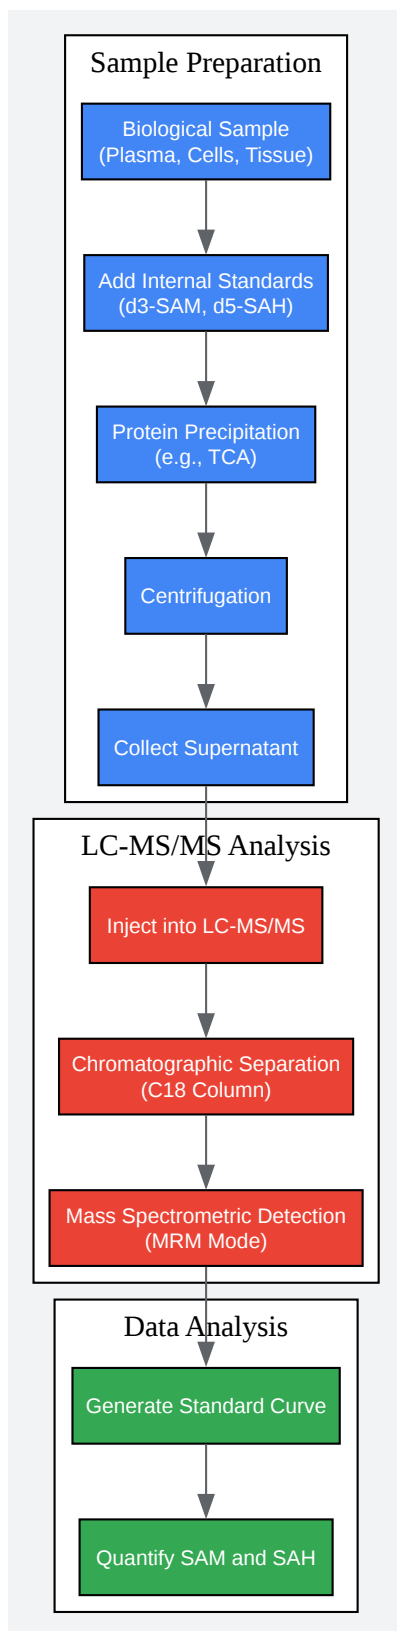 Sample Preparation
Biological Sample
(Plasma, Cells, Tissue)
Add Internal Standards
(d3-SAM, d5-SAH)
Protein Precipitation
(e.g., TCA)
Centrifugation
Collect Supernatant
LC-MS/MS Analysis
Inject into LC-MS/MS
Chromatographic Separation
(C18 Column)
Mass Spectrometric Detection
(MRM Mode)
Data Analysis
Generate Standard Curve
Quantify SAM and SAH